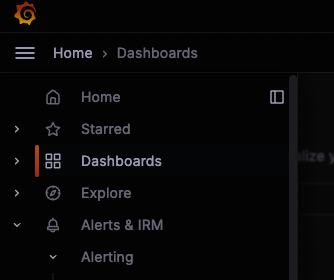 Home > Dashboards
Home
Starred
Dashboards
Explore
Alerts & IRM
Alerting